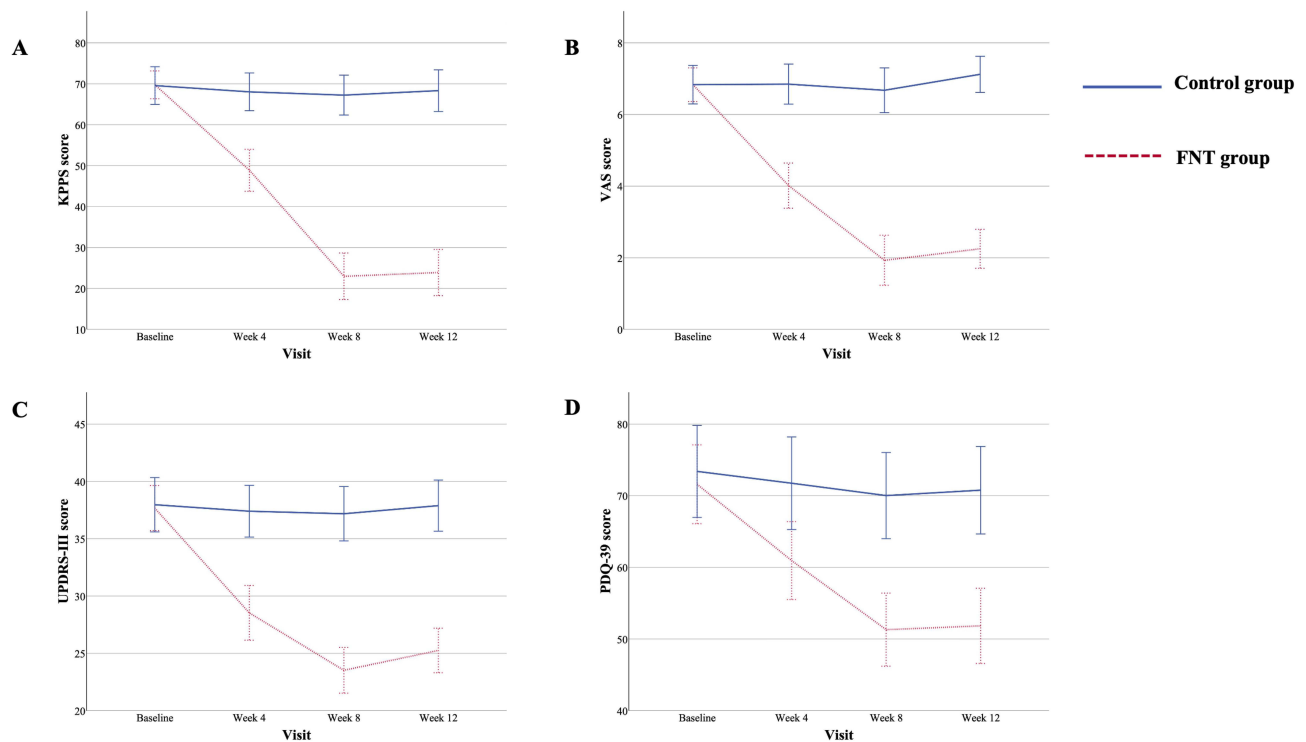 A
KPPS score
80
70
60
50
40
30
20
10
Baseline
Week 4
Week 8
Week 12
Visit
B
VAS score
8
6
4
2
0
Baseline
Week 4
Week 8
Week 12
Visit
Control group
FNT group
C
UPDRS-III score
45
40
35
30
25
20
Baseline
Week 4
Week 8
Week 12
Visit
D
PDQ-39 score
80
70
60
50
40
Baseline
Week 4
Week 8
Week 12
Visit